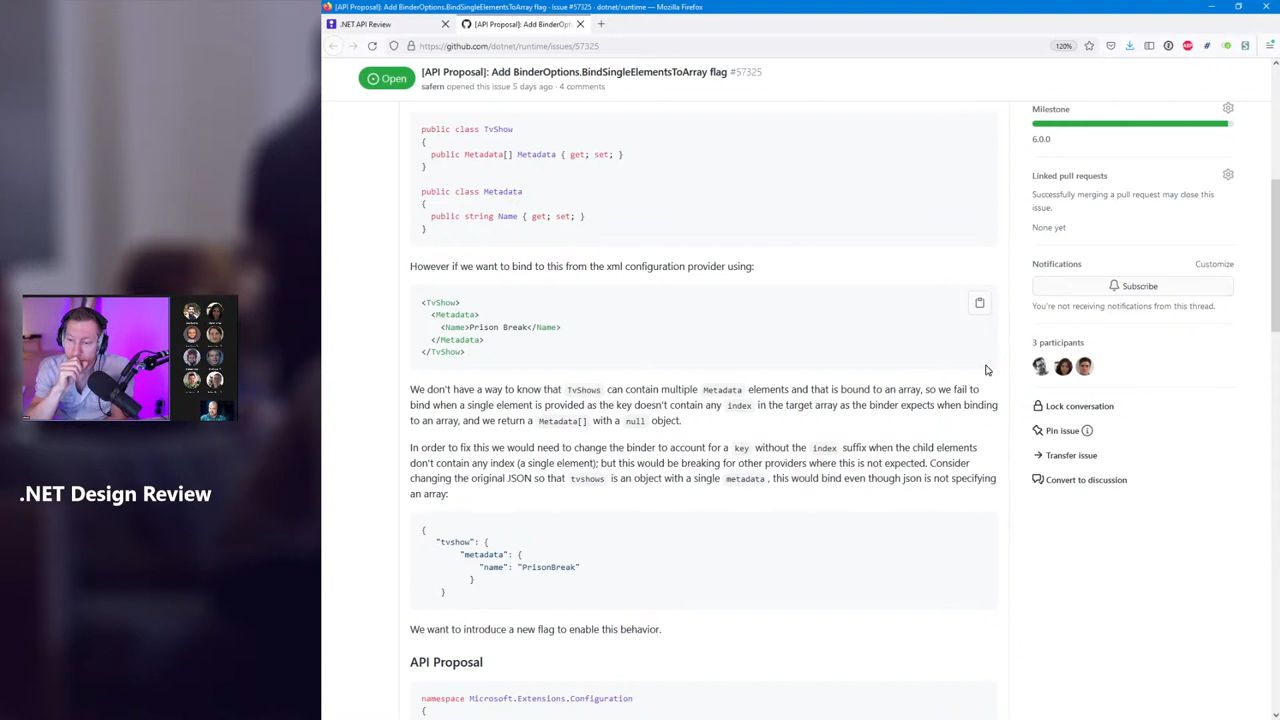 [API Proposal]: Add BinderOptions.BindSingleElementsToArray flag · Issue #57325 · dotnet/runtime — Mozilla Firefox
.NET API Review
[API Proposal]: Add BinderOpti
https://github.com/dotnet/runtime/issues/57325
120%
Open
[API Proposal]: Add BinderOptions.BindSingleElementsToArray flag #57325
safern opened this issue 5 days ago · 4 comments
public class TvShow
{
public Metadata[] Metadata { get; set; }
}
public class Metadata
{
public string Name { get; set; }
}
However if we want to bind to this from the xml configuration provider using:
<TvShow>
<Metadata>
<Name>Prison Break</Name>
</Metadata>
</TvShow>
We don't have a way to know that TvShows can contain multiple Metadata elements and that is bound to an array, so we fail to
bind when a single element is provided as the key doesn't contain any index in the target array as the binder expects when binding
to an array, and we return a Metadata[] with a null object.
In order to fix this we would need to change the binder to account for a key without the index suffix when the child elements
don't contain any index (a single element); but this would be breaking for other providers where this is not expected. Consider
changing the original JSON so that tvshows is an object with a single metadata, this would bind even though json is not specifying
an array:
{
"tvshow": {
"metadata": {
"name": "PrisonBreak"
}
}
We want to introduce a new flag to enable this behavior.
API Proposal
namespace Microsoft.Extensions.Configuration
{
Milestone
6.0.0
Linked pull requests
Successfully merging a pull request may close this
issue.
None yet
Notifications
Customize
Subscribe
You're not receiving notifications from this thread.
3 participants
Lock conversation
Pin issue
Transfer issue
Convert to discussion
.NET Design Review